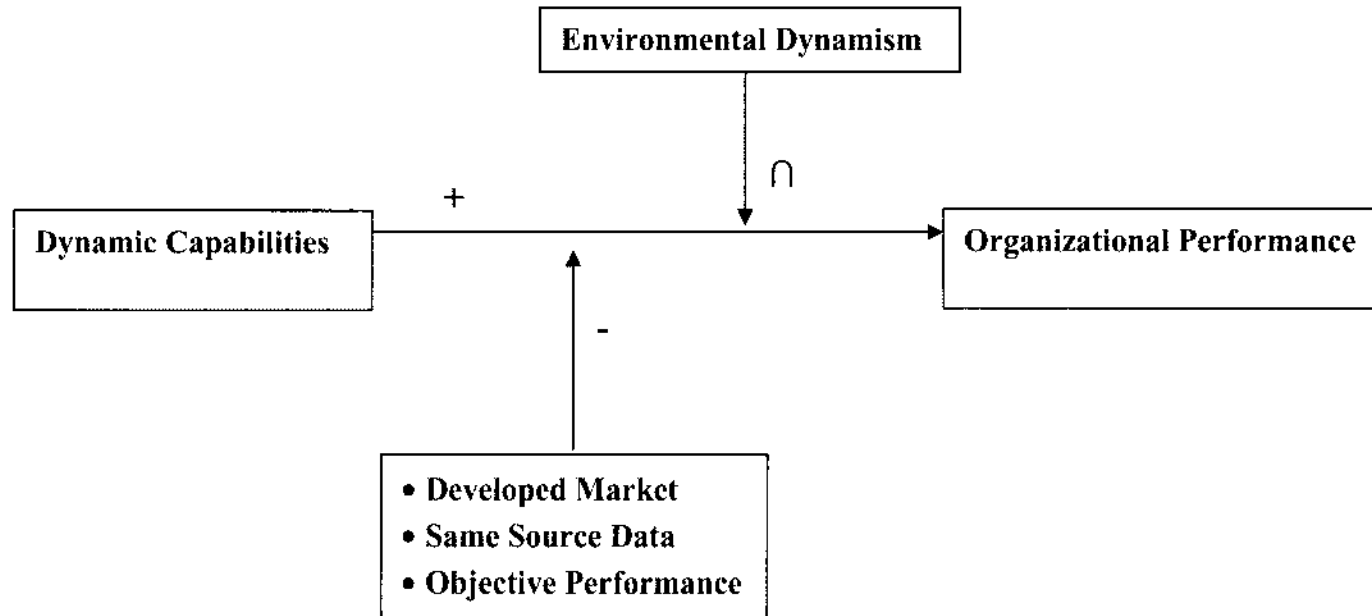 Environmental Dynamism
∩
+
Dynamic Capabilities
Organizational Performance
-
• Developed Market
• Same Source Data
• Objective Performance